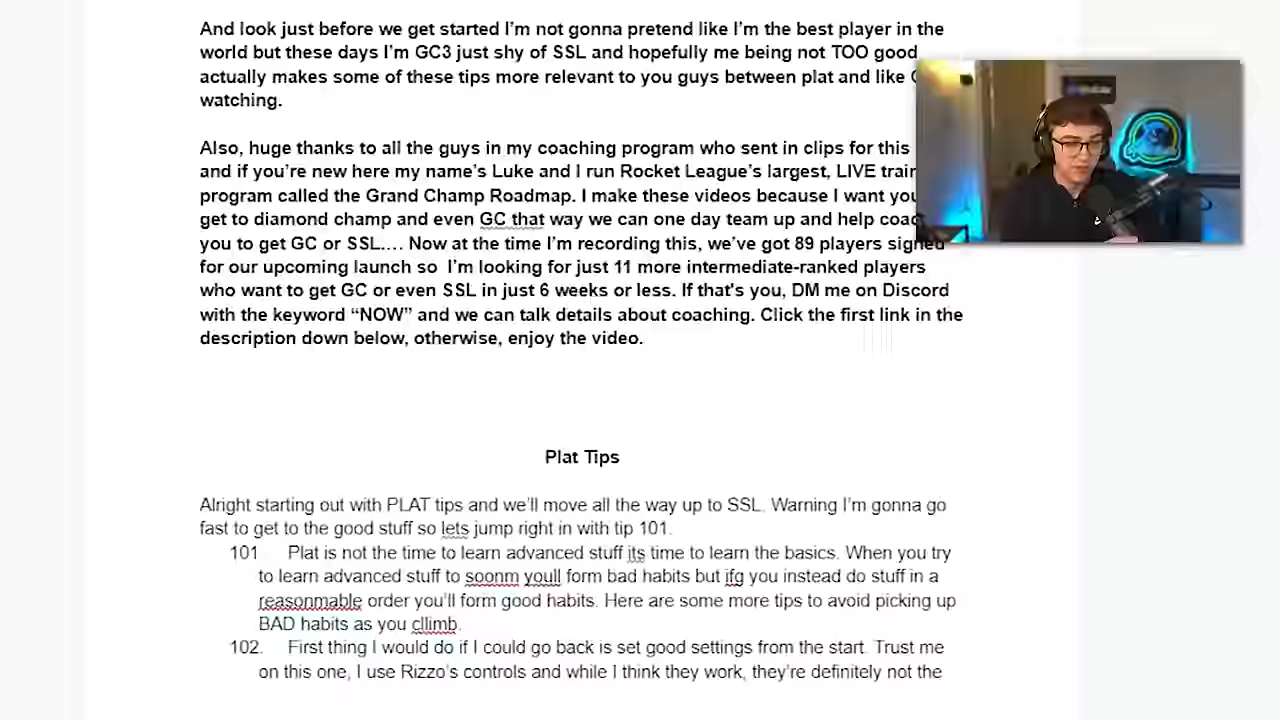 And look just before we get started I'm not gonna pretend like I'm the best player in the
world but these days I'm GC3 just shy of SSL and hopefully me being not TOO good
actually makes some of these tips more relevant to you guys between plat and like
watching.
Also, huge thanks to all the guys in my coaching program who sent in clips for this
and if you're new here my name's Luke and I run Rocket League's largest, LIVE
program called the Grand Champ Roadmap. I make these videos because I want you
get to diamond champ and even GC that way we can one day team up and help
you to get GC or SSL.... Now at the time I'm recording this, we've got 89 players signed
for our upcoming launch so I'm looking for just 11 more intermediate-ranked players
who want to get GC or even SSL in just 6 weeks or less. If that's you, DM me on Discord
with the keyword “NOW” and we can talk details about coaching. Click the first link in the
description down below, otherwise, enjoy the video.
Plat Tips
Alright starting out with PLAT tips and we'll move all the way up to SSL. Warning I'm gonna go
fast to get to the good stuff so lets jump right in with tip 101.
101 Plat is not the time to learn advanced stuff its time to learn the basics. When you try
to learn advanced stuff to soonm youll form bad habits but ifg you instead do stuff in a
reasonmable order you'll form good habits. Here are some more tips to avoid picking up
BAD habits as you cllimb.
102. First thing I would do if I could go back is set good settings from the start. Trust me
on this one, I use Rizzo's controls and while I think they work, they're definitely not the